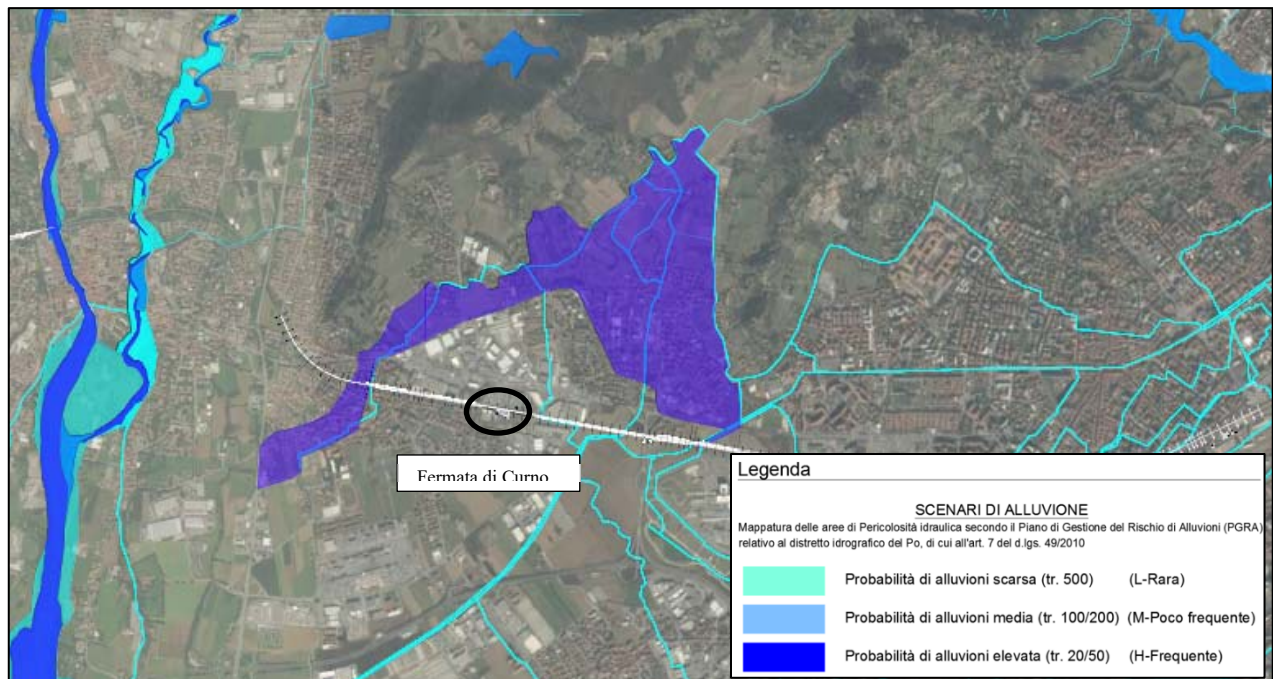 Fermata di Curno
Legenda
SCENARI DI ALLUVIONE
Mappatura delle aree di Pericolosità idraulica secondo il Piano di Gestione del Rischio di Alluvioni (PGRA)
relativo al distretto idrografico del Po, di cui all'art. 7 del d.lgs. 49/2010
Probabilità di alluvioni scarsa (tr. 500) (L-Rara)
Probabilità di alluvioni media (tr. 100/200) (M-Poco frequente)
Probabilità di alluvioni elevata (tr. 20/50) (H-Frequente)